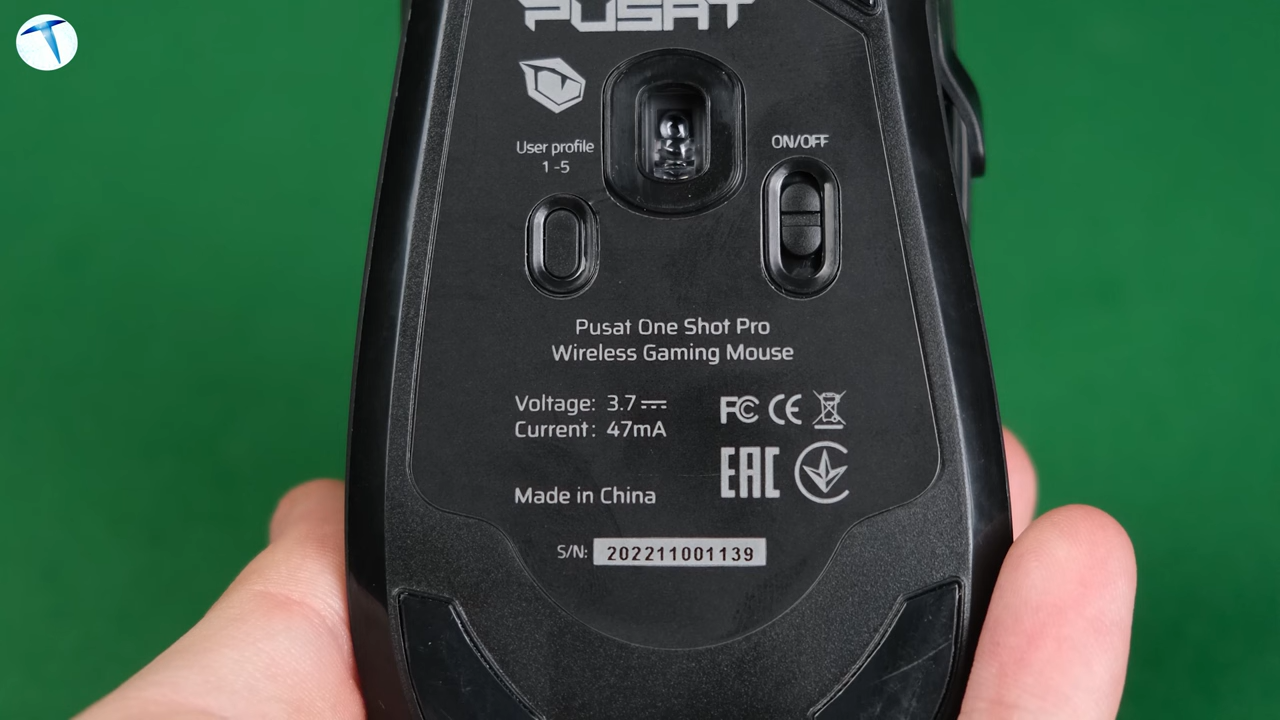 PUSAT
User profile
1 -5
ON/OFF
Pusat One Shot Pro
Wireless Gaming Mouse
Voltage: 3.7
Current: 47mA
FC CE
EAC
Made in China
S/N: 202211001139